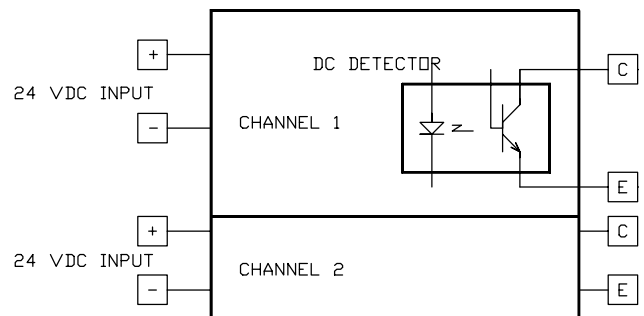 +
DC DETECTOR
C
24 VDC INPUT
CHANNEL 1
-
E
+
C
24 VDC INPUT
CHANNEL 2
-
E